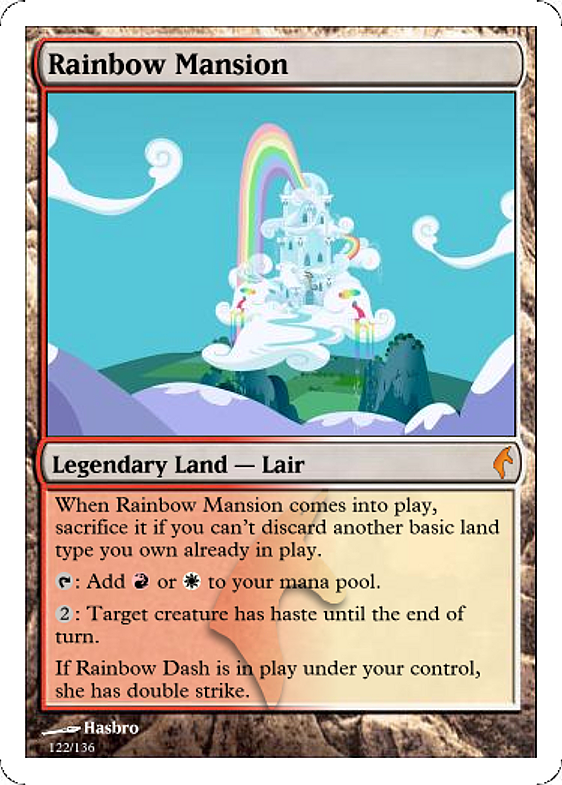 Rainbow Mansion
Legendary Land — Lair
When Rainbow Mansion comes into play,
sacrifice it if you can't discard another basic land
type you own already in play.
: Add or to your mana pool.
2: Target creature has haste until the end of
turn.
If Rainbow Dash is in play under your control,
she has double strike.
Hasbro
122/136